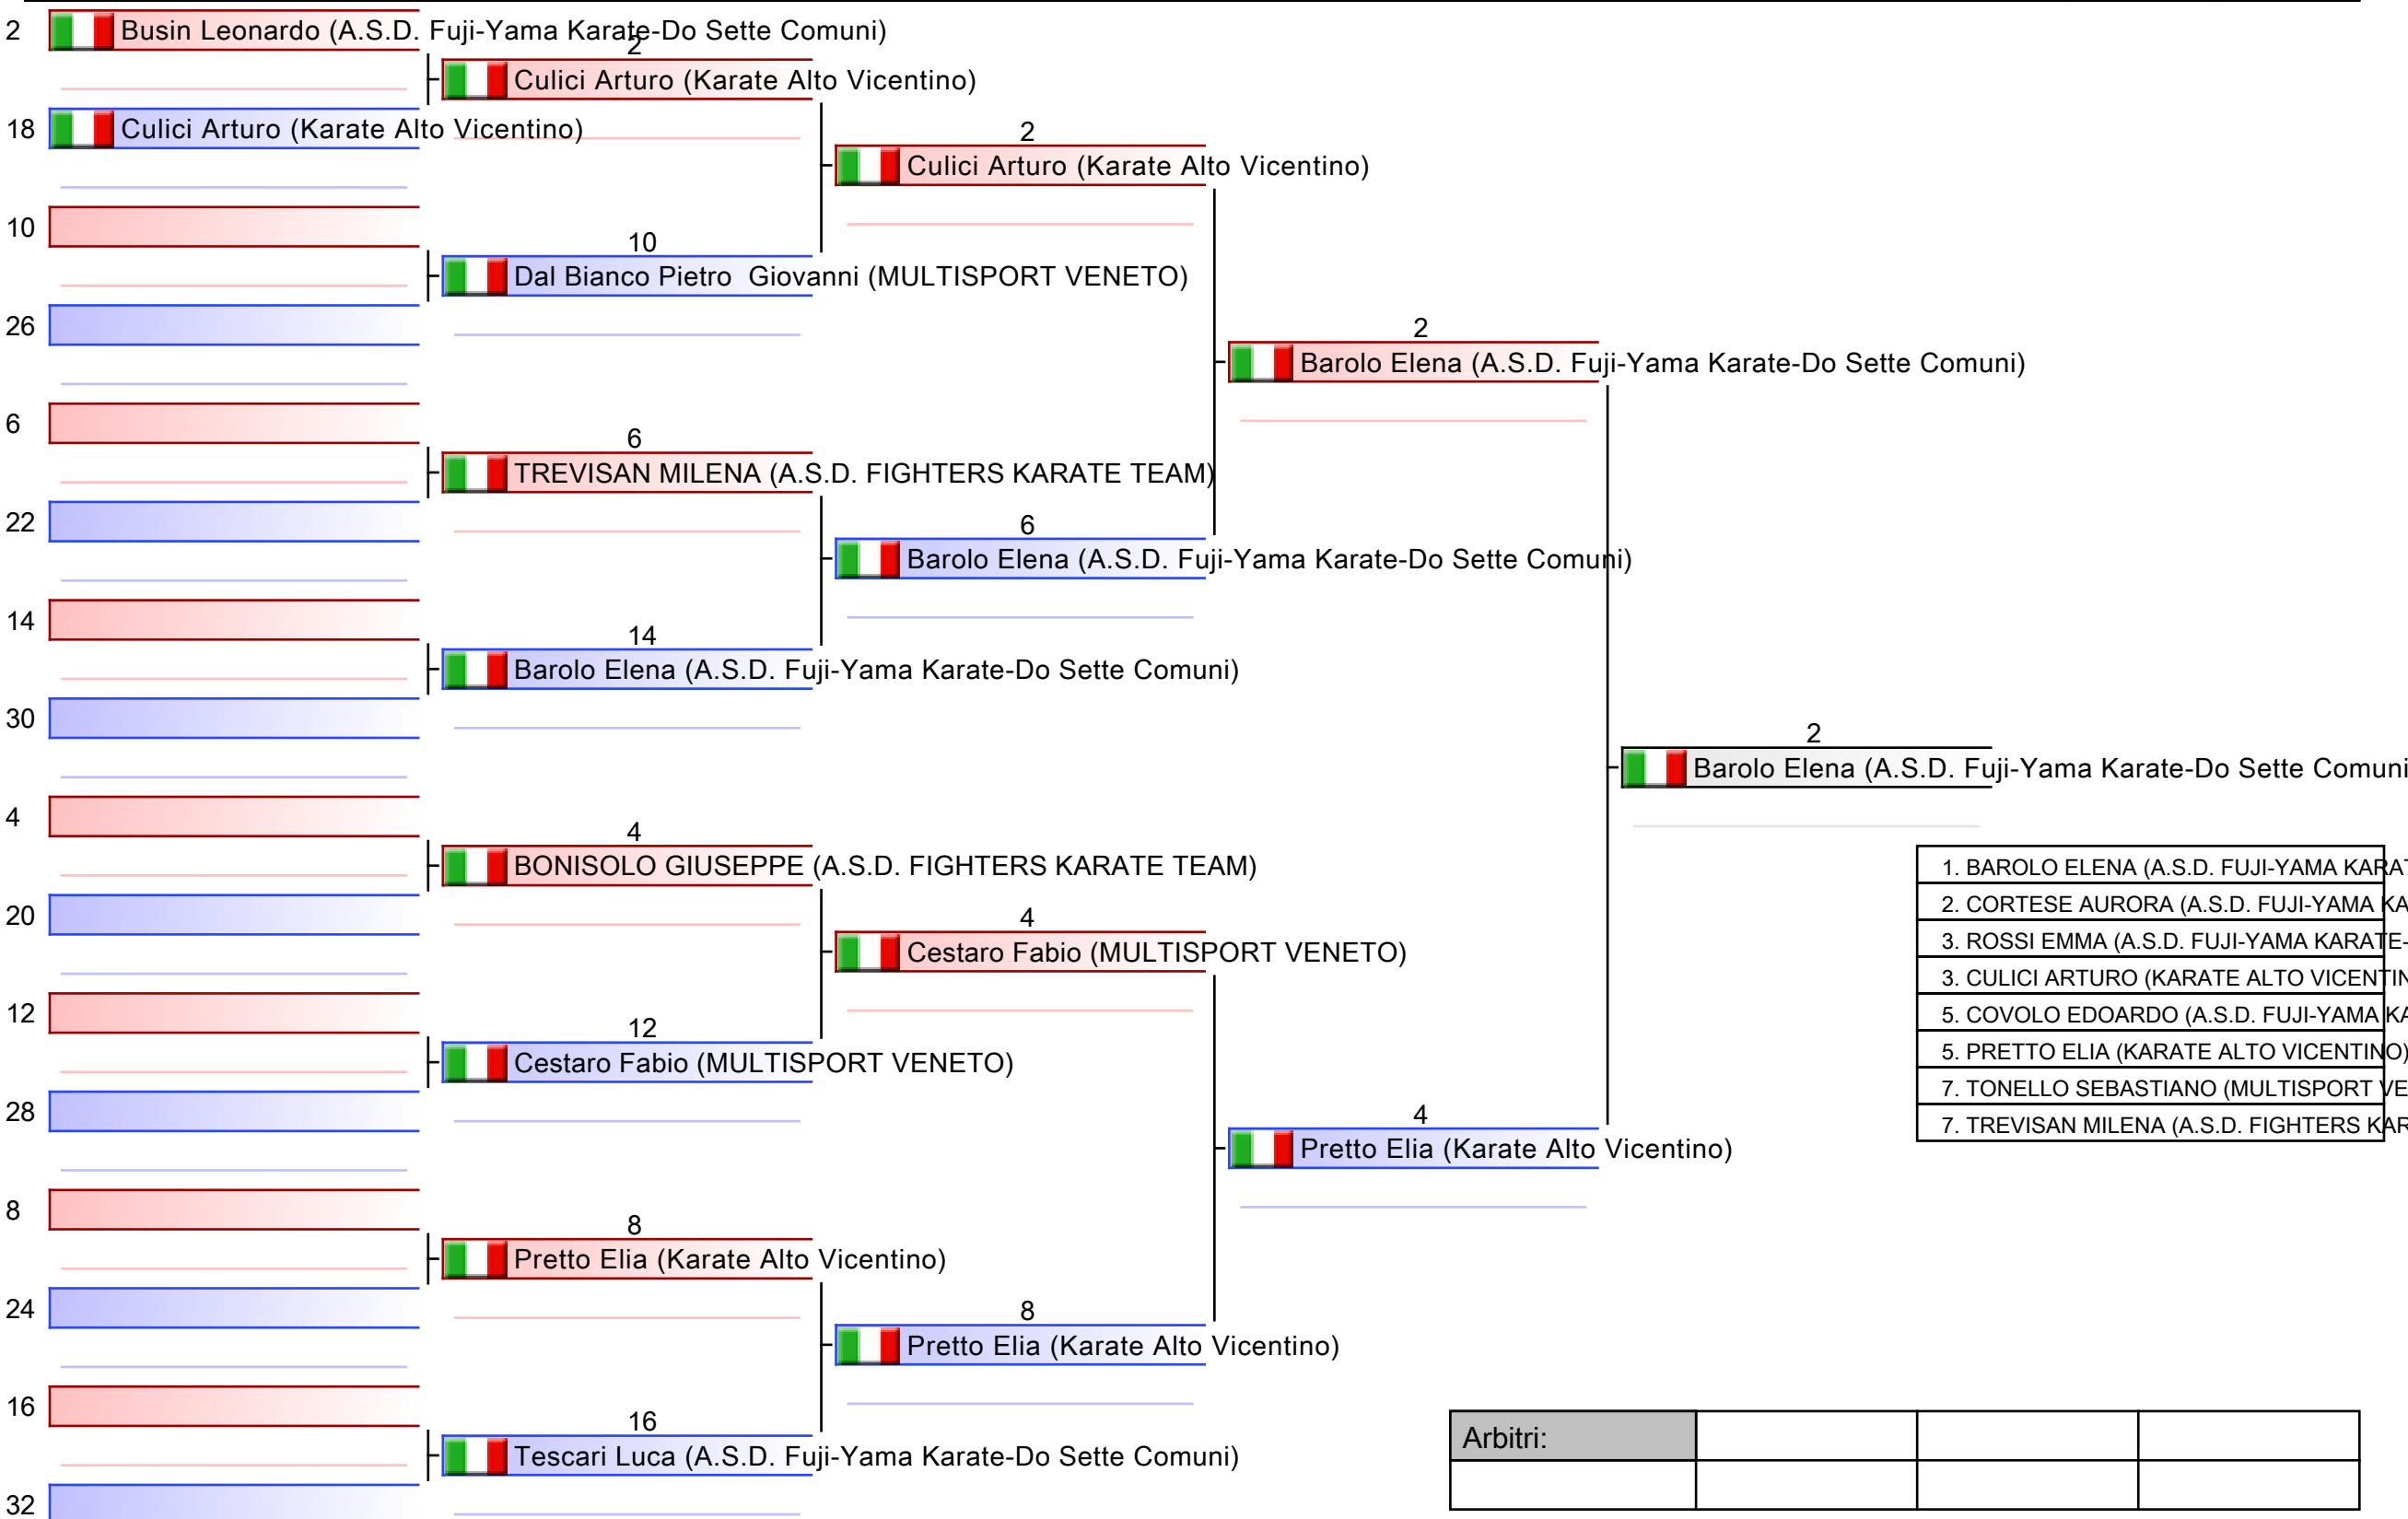 2 Busin Leonardo (A.S.D. Fuji-Yama Karate-Do Sette Comuni)
2
Culici Arturo (Karate Alto Vicentino)
18 Culici Arturo (Karate Alto Vicentino)
2
Culici Arturo (Karate Alto Vicentino)
10
10
Dal Bianco Pietro  Giovanni (MULTISPORT VENETO)
26
2
Barolo Elena (A.S.D. Fuji-Yama Karate-Do Sette Comuni)
6
6
TREVISAN MILENA (A.S.D. FIGHTERS KARATE TEAM)
22
6
Barolo Elena (A.S.D. Fuji-Yama Karate-Do Sette Comuni)
14
14
Barolo Elena (A.S.D. Fuji-Yama Karate-Do Sette Comuni)
30
2
Barolo Elena (A.S.D. Fuji-Yama Karate-Do Sette Comuni
4
4
BONISOLO GIUSEPPE (A.S.D. FIGHTERS KARATE TEAM)
1. BAROLO ELENA (A.S.D. FUJI-YAMA KARAT
2. CORTESE AURORA (A.S.D. FUJI-YAMA KA
3. ROSSI EMMA (A.S.D. FUJI-YAMA KARATE-
3. CULICI ARTURO (KARATE ALTO VICENTIN
5. COVOLO EDOARDO (A.S.D. FUJI-YAMA KA
5. PRETTO ELIA (KARATE ALTO VICENTINO)
7. TONELLO SEBASTIANO (MULTISPORT VE
7. TREVISAN MILENA (A.S.D. FIGHTERS KAR
20
4
Cestaro Fabio (MULTISPORT VENETO)
12
12
Cestaro Fabio (MULTISPORT VENETO)
28
4
Pretto Elia (Karate Alto Vicentino)
8
8
Pretto Elia (Karate Alto Vicentino)
24
8
Pretto Elia (Karate Alto Vicentino)
16
16
Tescari Luca (A.S.D. Fuji-Yama Karate-Do Sette Comuni)
32
Arbitri: